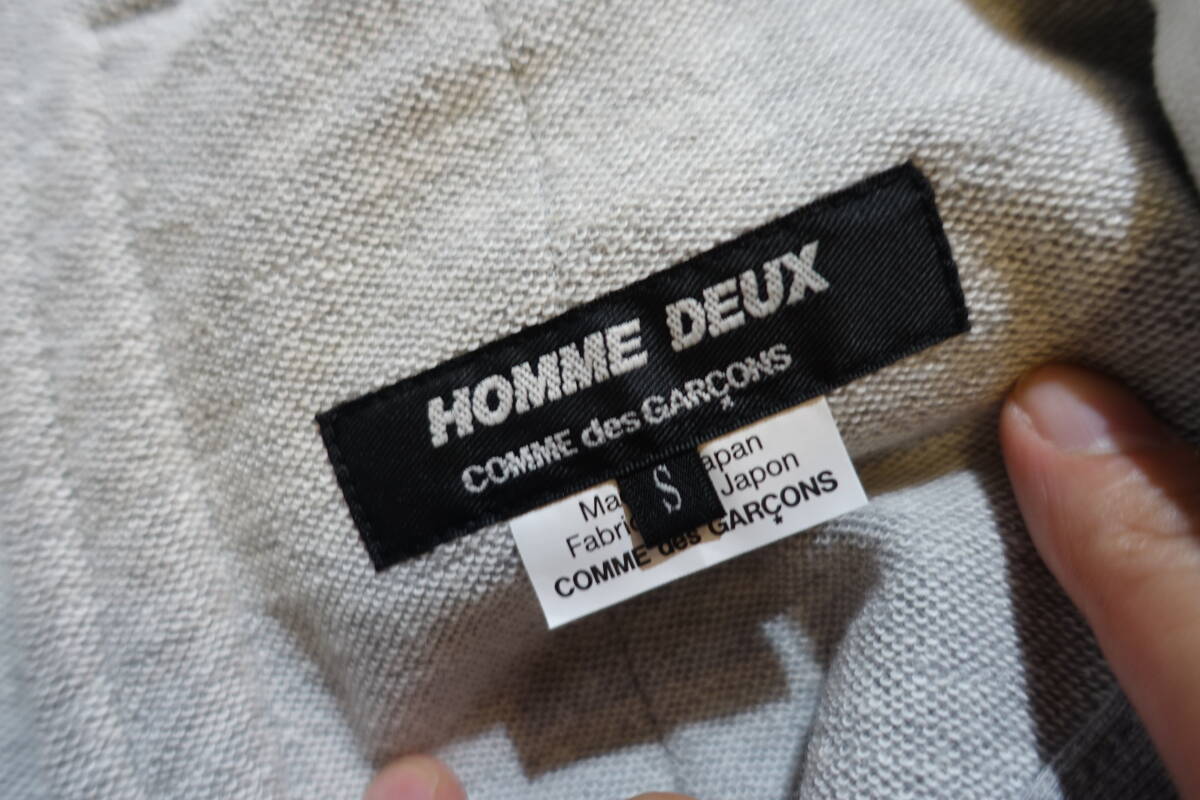 HOMME DEUX
COMME des GARÇONS
S
Ma apan
Fabri Japon
COMME des GARÇONS